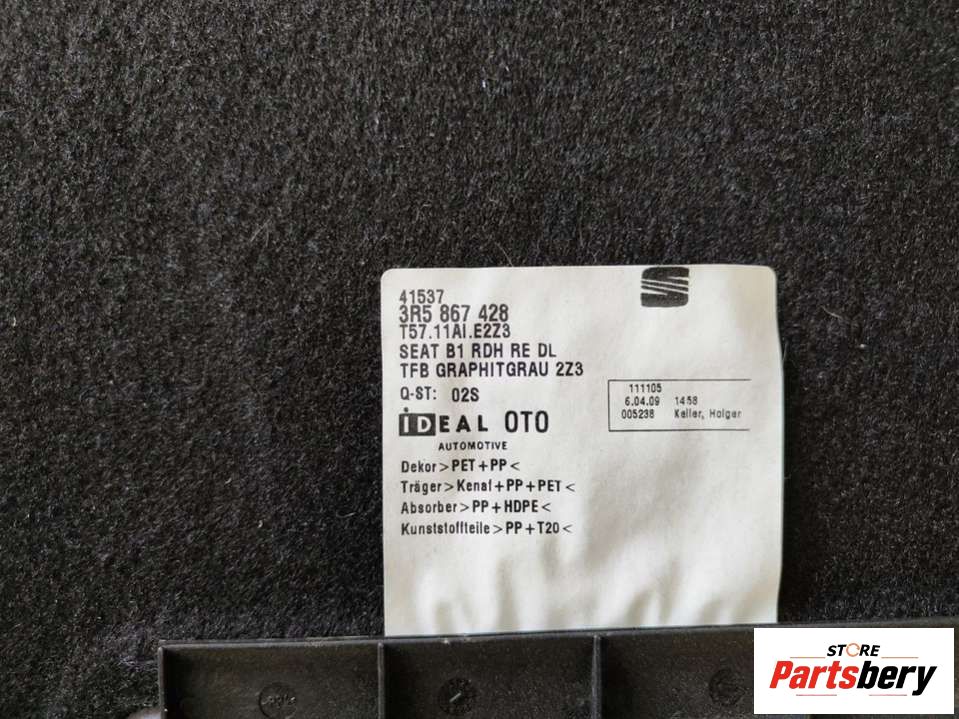 41537
3R5 867 428
T57.11AI.E2Z3
SEAT B1 RDH RE DL
TFB GRAPHITGRAU 2Z3
Q-ST: 02S
111105
6.04.09 1458
005238 Keller, Holger
iDEAL OTO
AUTOMOTIVE
Dekor>PET+PP<
Träger>Kenaf+PP+PET<
Absorber>PP+HDPE<
Kunststoffteile>PP+T20<
STORE
Partsbery